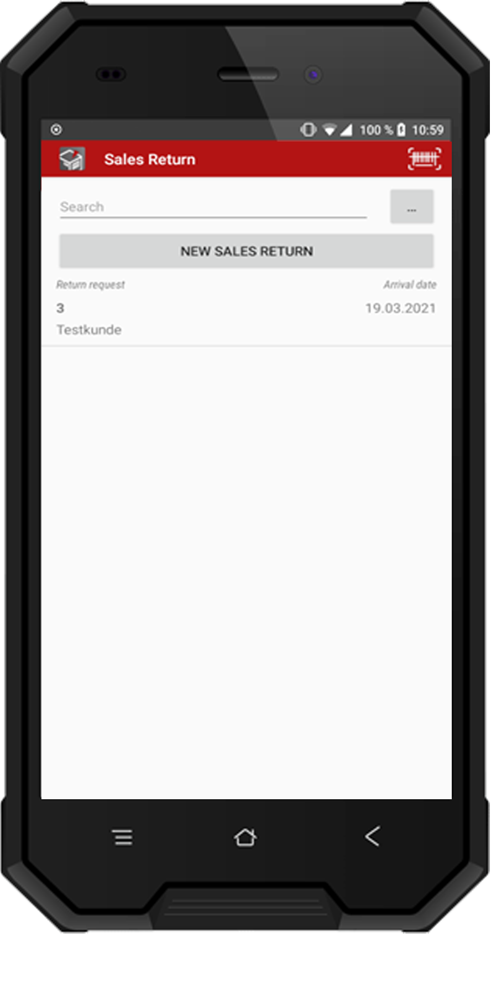 100 % 10:59
Sales Return
Search
...
NEW SALES RETURN
Return request Arrival date
3 19.03.2021
Testkunde